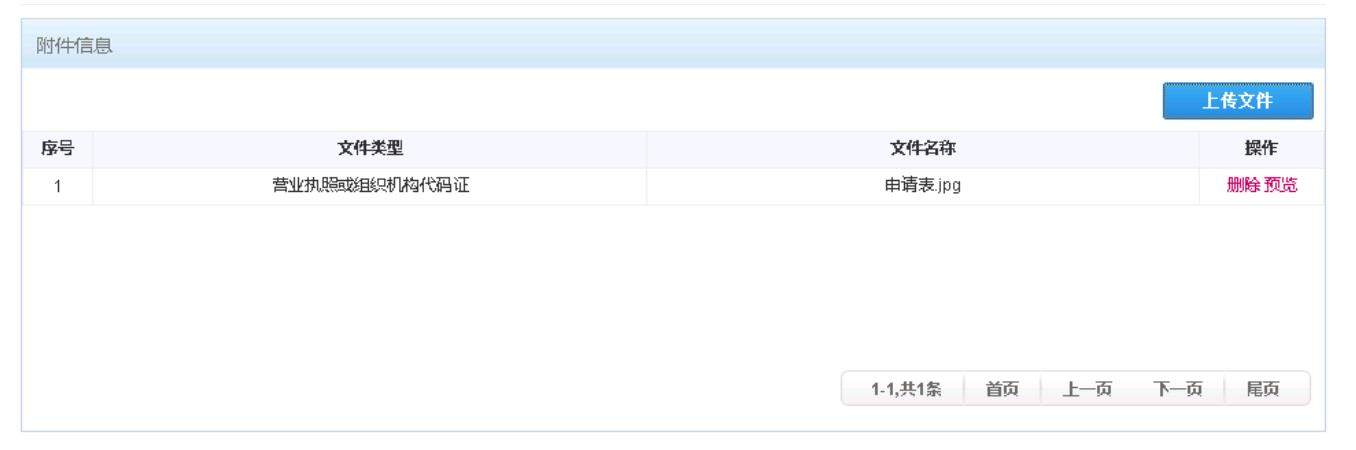 附件信息
上传文件
序号 文件类型 文件名称 操作
1 营业执照或组织机构代码证 申请表.jpg 删除 预览
1-1,共1条 首页 上一页 下一页 尾页